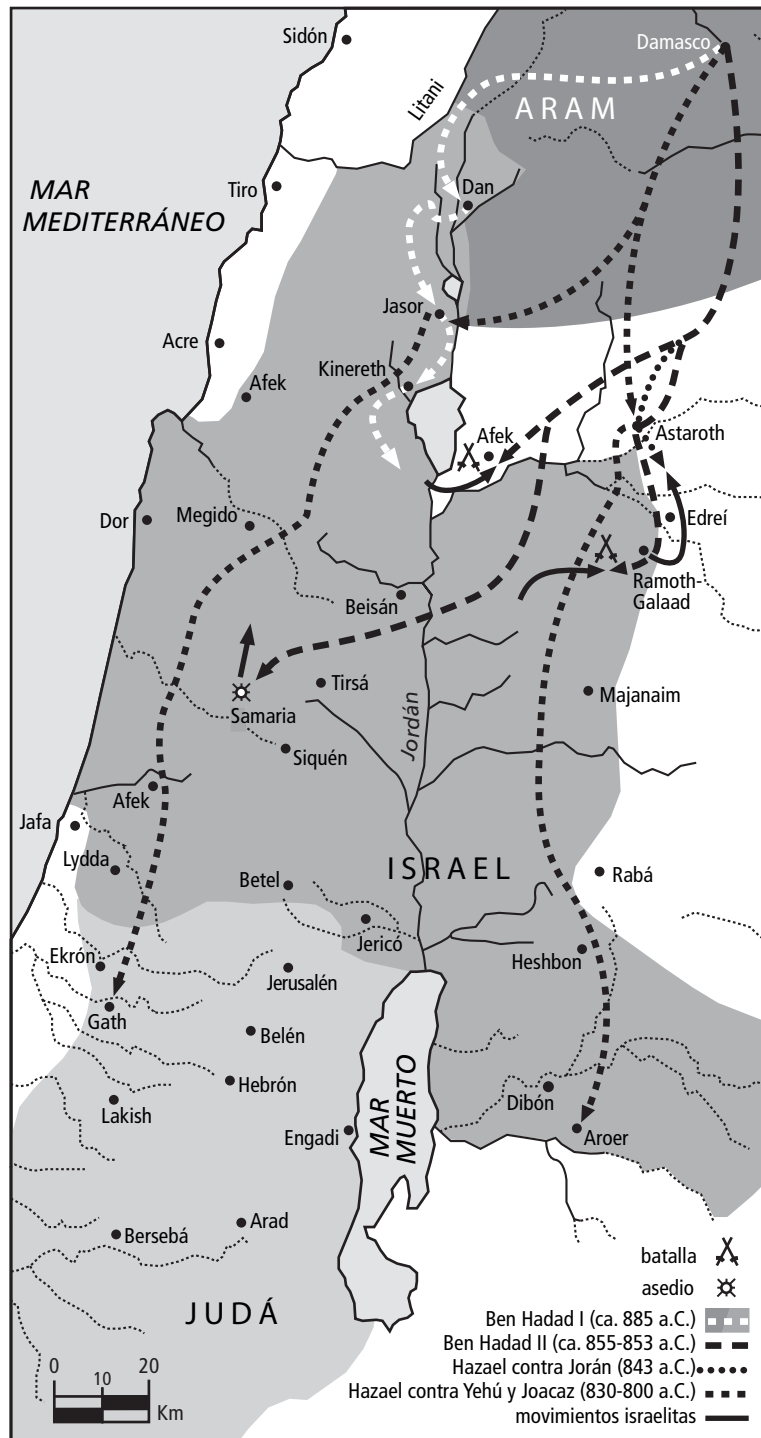 Sidón
Damasco
Litani
ARAM
MAR
MEDITERRÁNEO
Tiro
Dan
Jasor
Acre
Kinereth
Afek
Afek
Astaroth
Dor
Megido
Edreí
Ramoth-
Galaad
Beisán
Tirsá
Samaria
Majanaim
Jordán
Siquén
Afek
Jafa
Lydda
ISRAEL
Betel
Rabá
Jericó
Ekrón
Jerusalén
Heshbon
Gath
Belén
Hebrón
Lakish
Dibón
Engadi
MAR
MUERTO
Aroer
Arad
Bersebá
JUDÁ
batalla
asedio
Ben Hadad I (ca. 885 a.C.)
Ben Hadad II (ca. 855-853 a.C.)
Hazael contra Jorán (843 a.C.)
Hazael contra Yehú y Joacaz (830-800 a.C.)
movimientos israelitas
0 10 20
Km